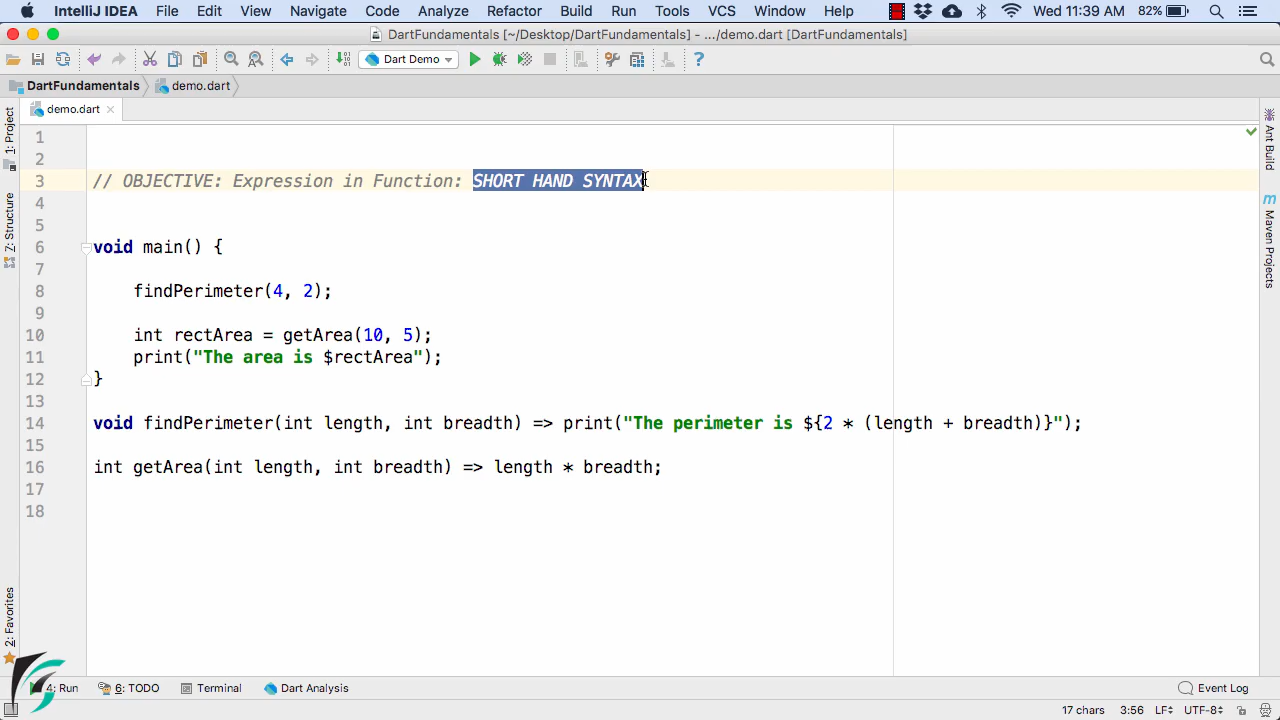 IntelliJ IDEA File Edit View Navigate Code Analyze Refactor Build Run Tools VCS Window Help Wed 11:39 AM 82%
DartFundamentals [~/Desktop/DartFundamentals] - .../demo.dart [DartFundamentals]
Dart Demo
DartFundamentals demo.dart
demo.dart
1: Project
7: Structure
2: Favorites
Ant Build
Maven Projects
1
2
3 // OBJECTIVE: Expression in Function: SHORT HAND SYNTAX
4
5
6 void main() {
7
8 findPerimeter(4, 2);
9
10 int rectArea = getArea(10, 5);
11 print("The area is $rectArea");
12 }
13
14 void findPerimeter(int length, int breadth) => print("The perimeter is ${2 * (length + breadth)}");
15
16 int getArea(int length, int breadth) => length * breadth;
17
18
4: Run 6: TODO Terminal Dart Analysis Event Log
17 chars 3:56 LF÷ UTF-8÷